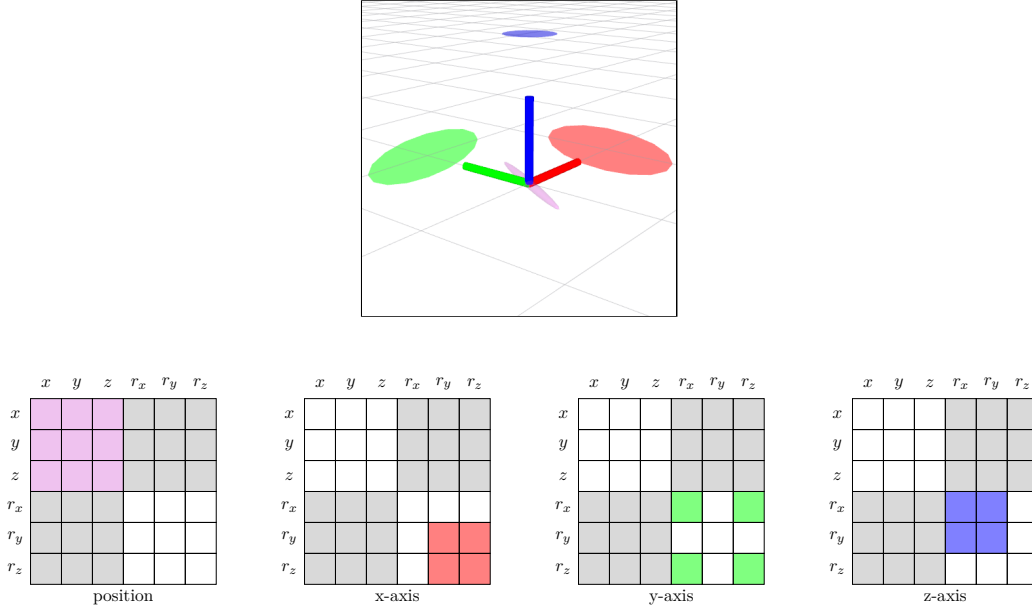 x y z r_x r_y r_z x y z r_x r_y r_z x y z r_x r_y r_z x y z r_x r_y
x x x x
y y y y
z z z z
r_x r_x r_x r_x
r_y r_y r_y r_y
r_z r_z r_z r_z
position x-axis y-axis z-axis